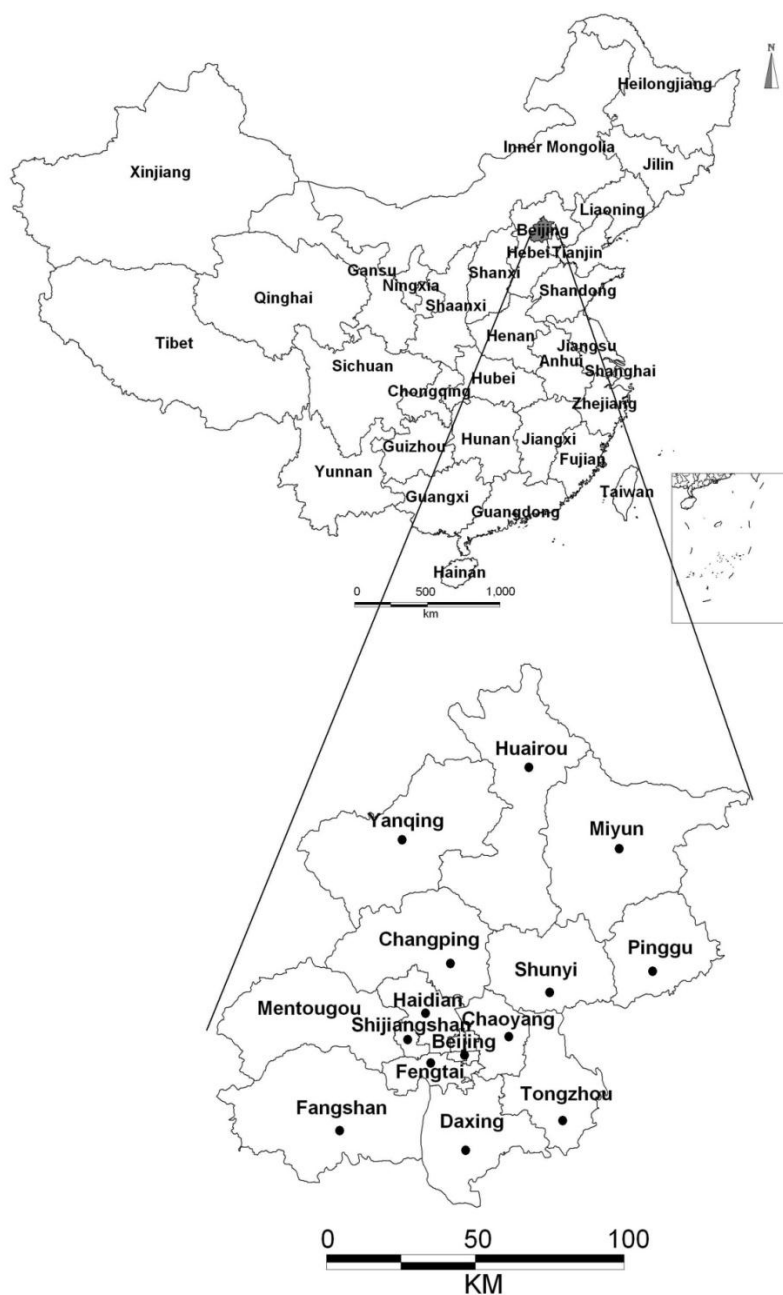 N
Heilongjiang
Inner Mongolia
Jilin
Xinjiang
Liaoning
Beijing
Hebei Tianjin
Gansu
Shanxi
Ningxia
Qinghai
Shandong
Shaanxi
Tibet
Henan
Jiangsu
Anhui
Sichuan
Shanghai
Hubei
Chongqing
Zhejiang
Hunan
Jiangxi
Guizhou
Fujian
Yunnan
Taiwan
Guangxi
Guangdong
Hainan
0 500 1,000
km
Huairou
Yanqing
Miyun
Changping
Pinggu
Shunyi
Haidian
Mentougou
Chaoyang
Shijiangshan
Beijing
Fengtai
Tongzhou
Fangshan
Daxing
0 50 100
KM